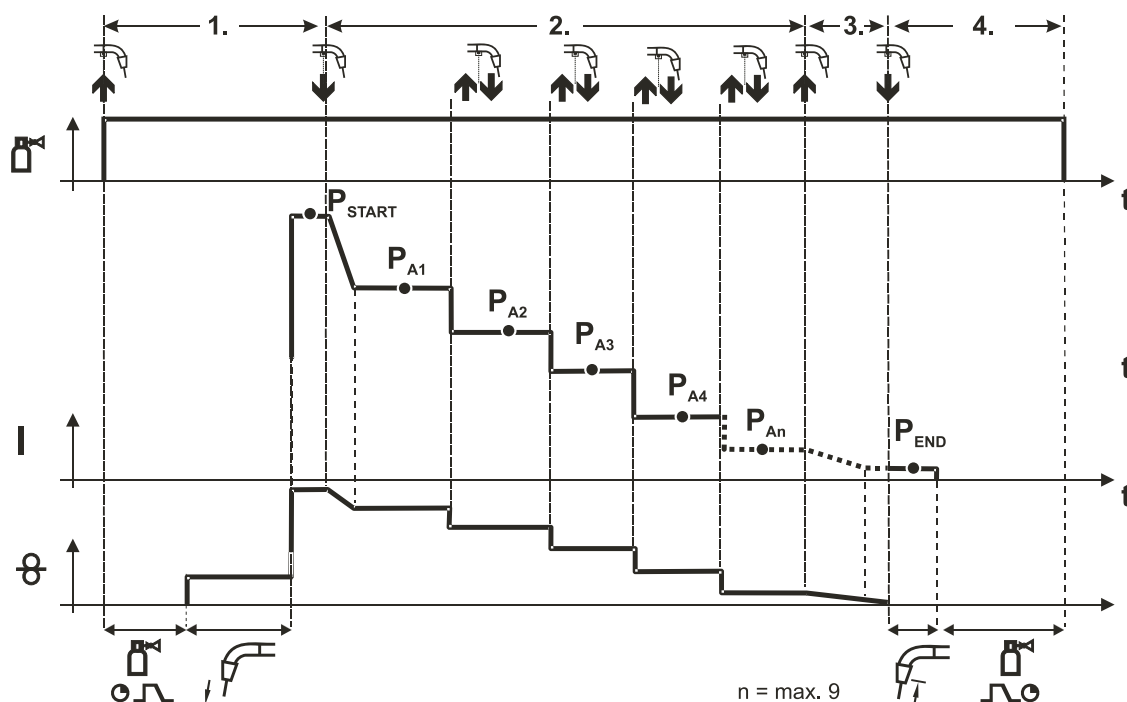 1. 2. 3. 4.
t
P START
P A1
P A2
P A3
t
P A4
P An
P END
I
t
n = max. 9